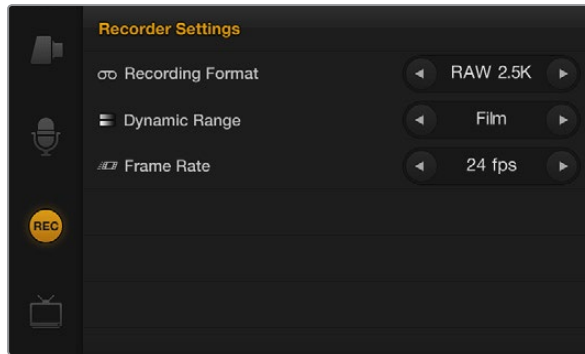 Recorder Settings
Recording Format RAW 2.5K
Dynamic Range Film
Frame Rate 24 fps
REC